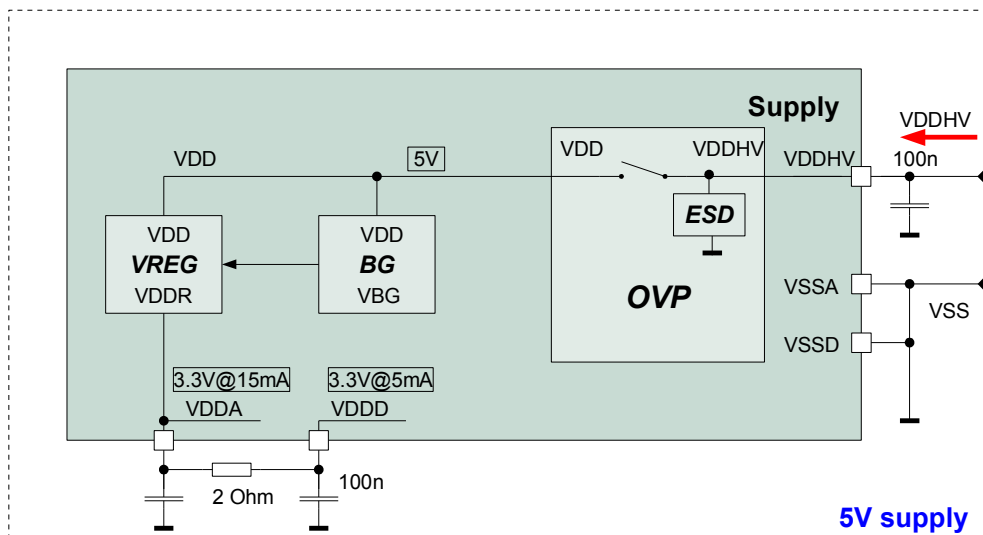 Supply
VDDHV
VDD
5V
VDD
VDDHV
VDDHV
100n
ESD
VDD
VREG
VDDR
VDD
BG
VBG
OVP
VSSA
VSS
VSSD
3.3V@15mA
3.3V@5mA
VDDA
VDDD
100n
2 Ohm
5V supply